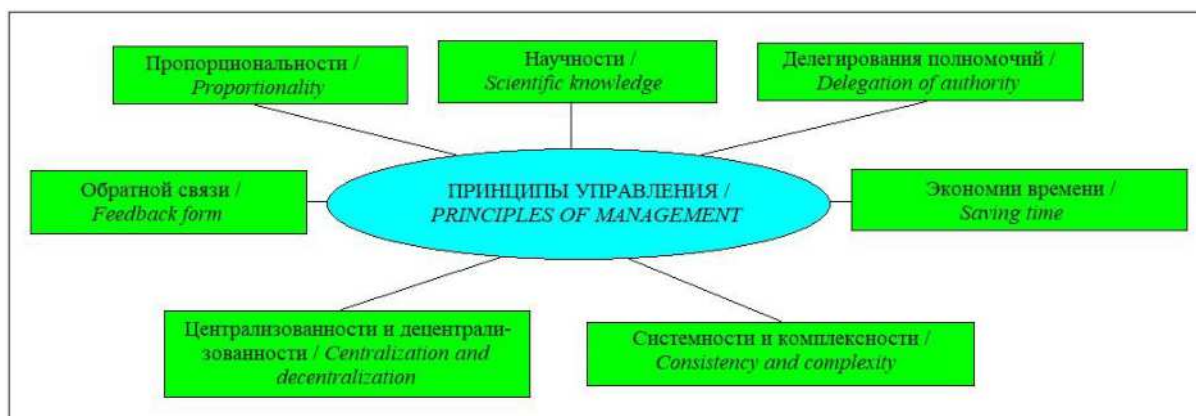 Пропорциональности /
Proportionality
Научности /
Scientific knowledge
Делегирования полномочий /
Delegation of authority
Обратной связи /
Feedback form
ПРИНЦИПЫ УПРАВЛЕНИЯ /
PRINCIPLES OF MANAGEMENT
Экономии времени /
Saving time
Централизованности и децентрали-
зованности / Centralization and
decentralization
Системности и комплексности /
Consistency and complexity